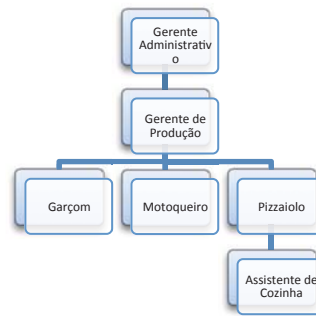 Gerente
Administrativ
o
Gerente de
Produção
Garçom
Motoqueiro
Pizzaiolo
Assistente de
Cozinha